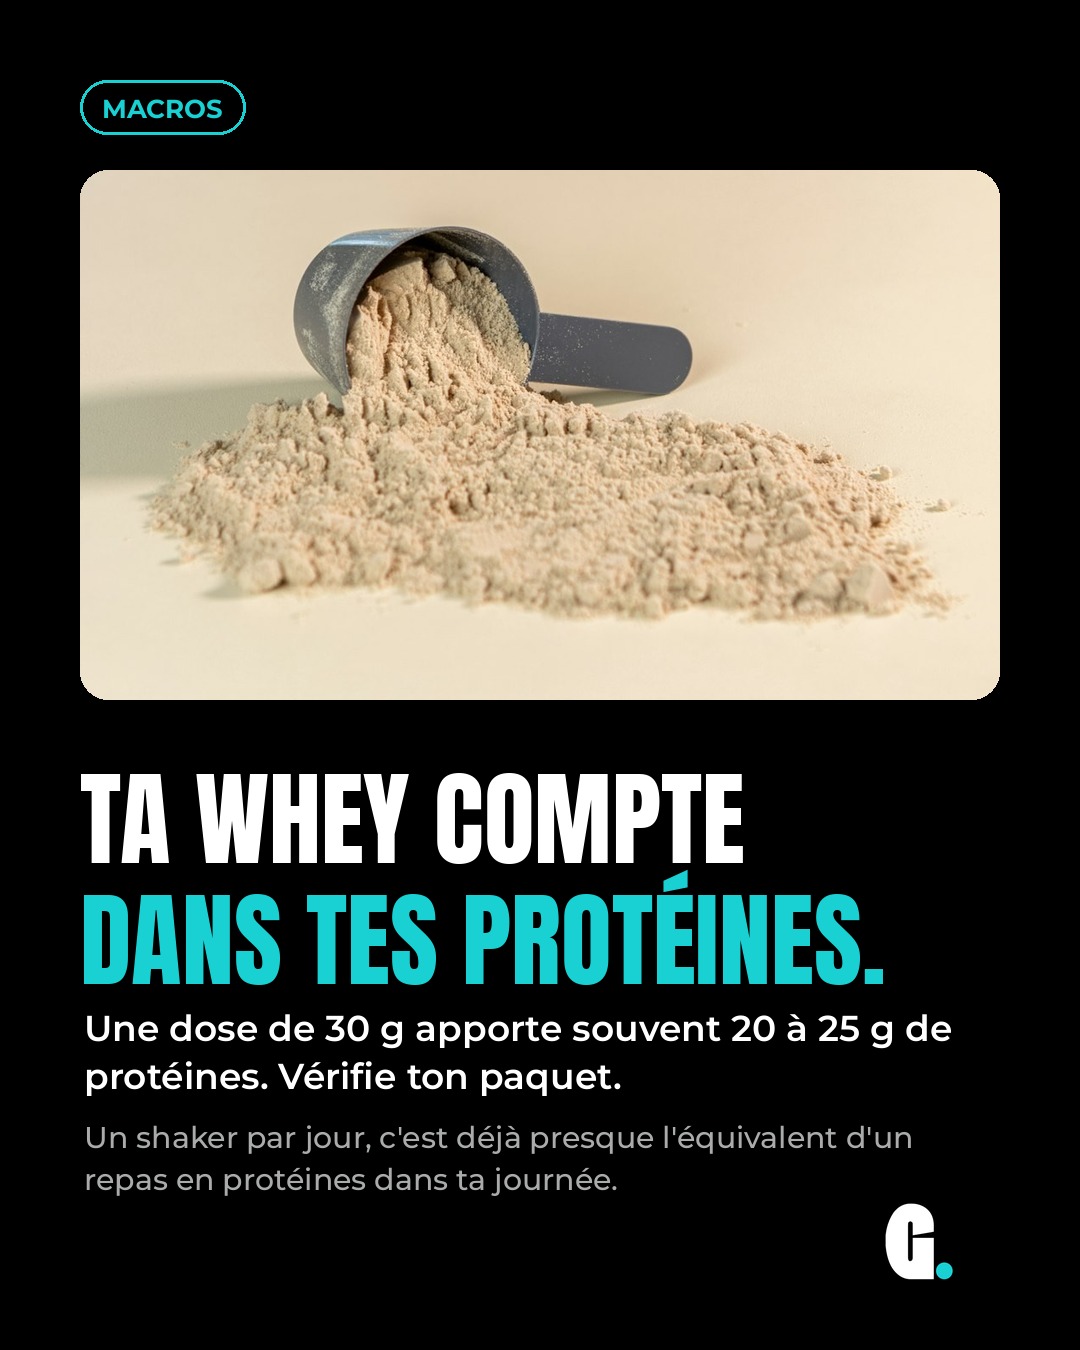 MACROS
TA WHEY COMPTE
DANS TES PROTÉINES.
Une dose de 30 g apporte souvent 20 à 25 g de
protéines. Vérifie ton paquet.
Un shaker par jour, c'est déjà presque l'équivalent d'un
repas en protéines dans ta journée.
G.